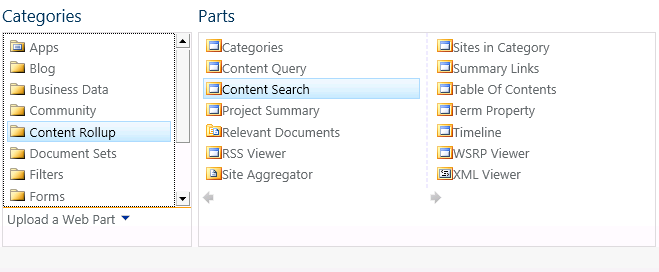 Categories
Apps
Blog
Business Data
Community
Content Rollup
Document Sets
Filters
Forms
Upload a Web Part
Parts
Categories
Content Query
Content Search
Project Summary
Relevant Documents
RSS Viewer
Site Aggregator
Sites in Category
Summary Links
Table Of Contents
Term Property
Timeline
WSRP Viewer
XML Viewer